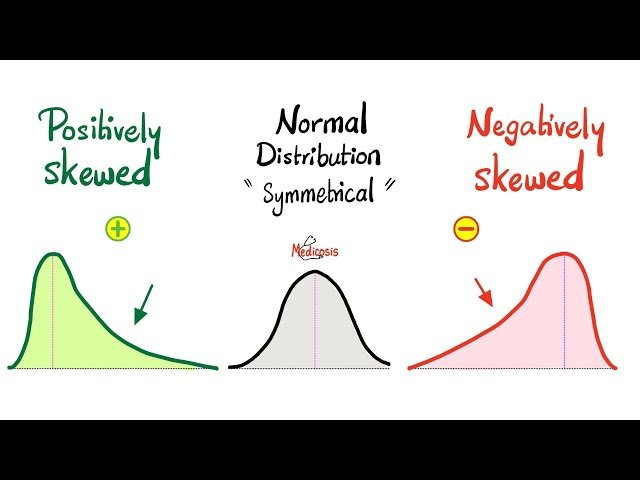 Positively
skewed
+
Normal
Distribution
"Symmetrical"
Medicosis
Negatively
skewed
-